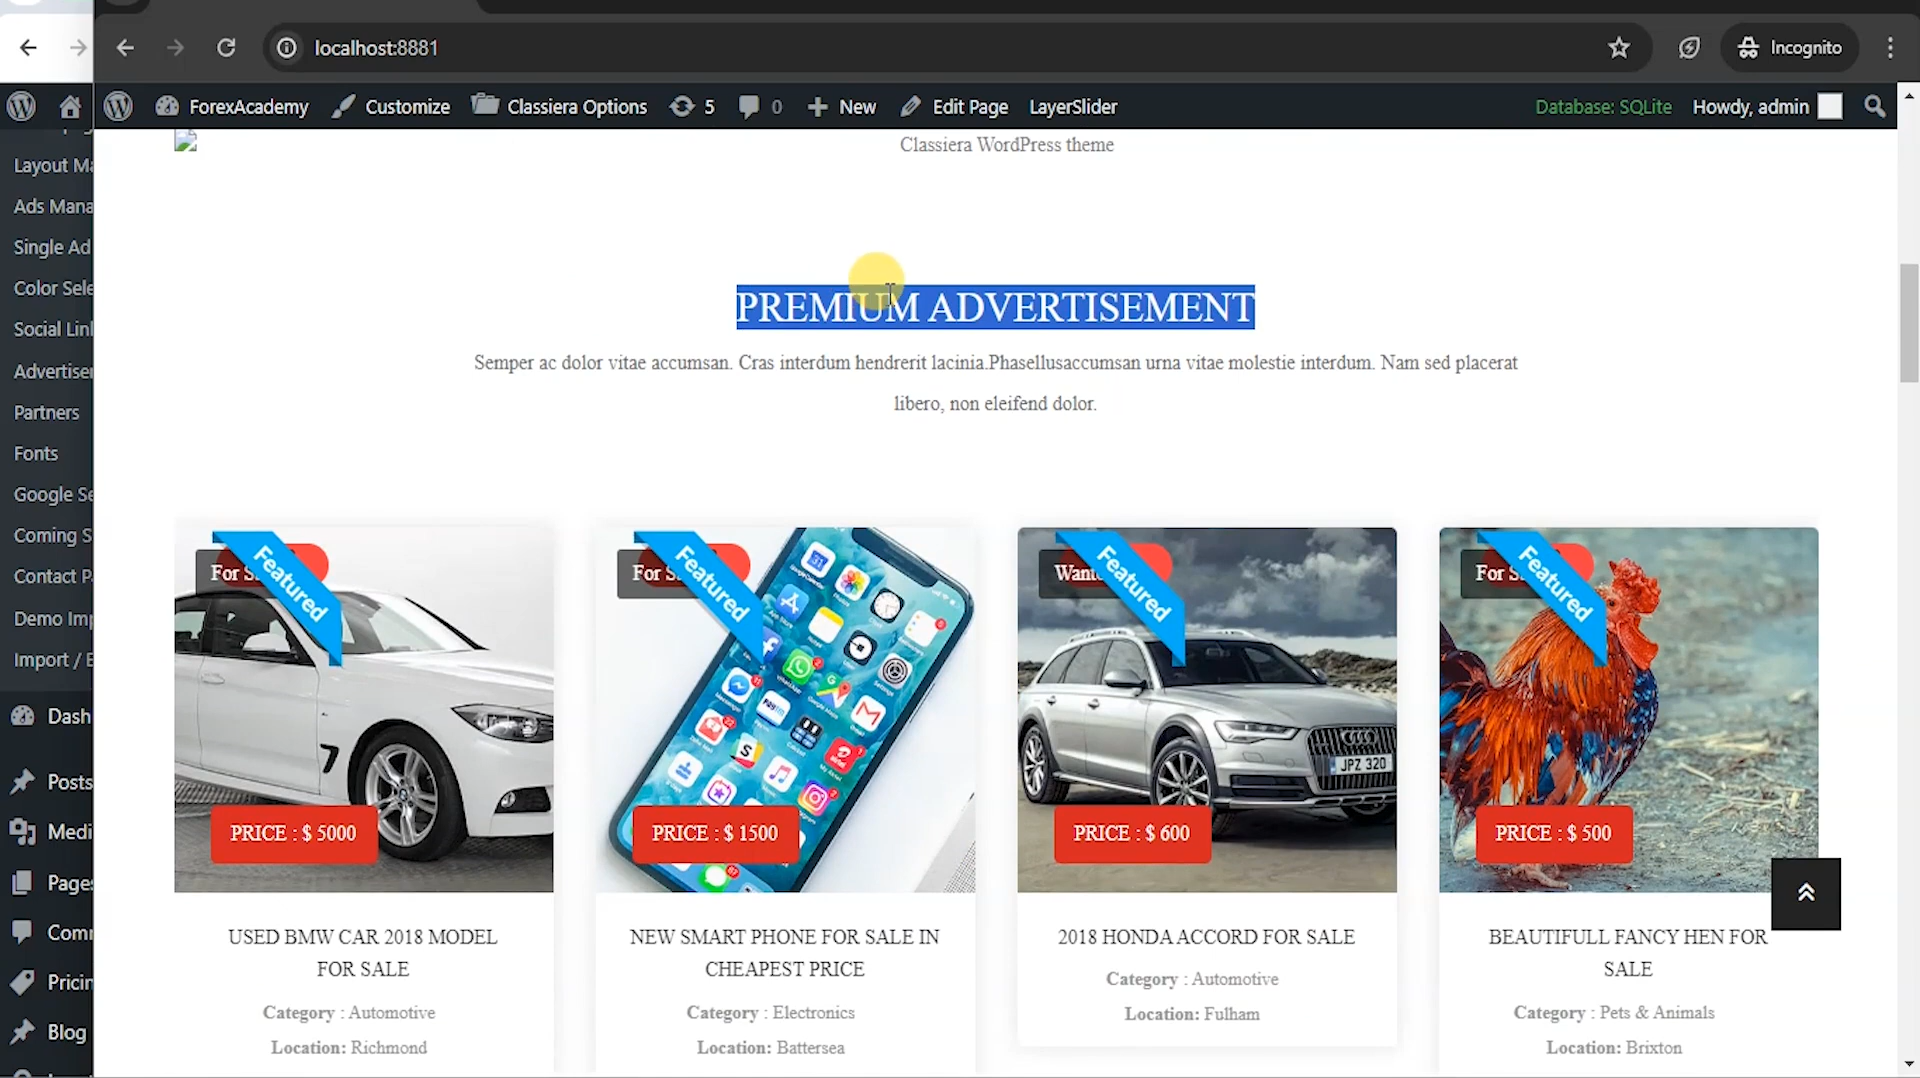 localhost:8881
Incognito
ForexAcademy
Customize
Classiera Options
5
0
New
Edit Page
LayerSlider
Database: SQLite
Howdy, admin
Layout Ma
Ads Mana
Single Ad
Color Sele
Social Link
Advertise
Partners
Fonts
Google Se
Coming S
Contact P
Demo Imp
Import / E
Dash
Posts
Medi
Pages
Comm
Pricin
Blog
Classiera WordPress theme
PREMIUM ADVERTISEMENT
Semper ac dolor vitae accumsan. Cras interdum hendrerit lacinia.Phasellusaccumsan urna vitae molestie interdum. Nam sed placerat
libero, non eleifend dolor.
For S
Featured
PRICE : $ 5000
USED BMW CAR 2018 MODEL
FOR SALE
Category : Automotive
Location: Richmond
For S
Featured
PRICE : $ 1500
NEW SMART PHONE FOR SALE IN
CHEAPEST PRICE
Category : Electronics
Location: Battersea
Wante
Featured
JPZ 320
PRICE : $ 600
2018 HONDA ACCORD FOR SALE
Category : Automotive
Location: Fulham
For S
Featured
PRICE : $ 500
BEAUTIFULL FANCY HEN FOR
SALE
Category : Pets & Animals
Location: Brixton